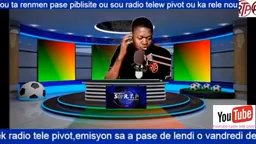 ou ta renmen pase piblisite ou sou radio telew pivot ou ka rele nou
YouTube
ek radio tele pivot,emisyon sa a pase de lendi o vandredi de